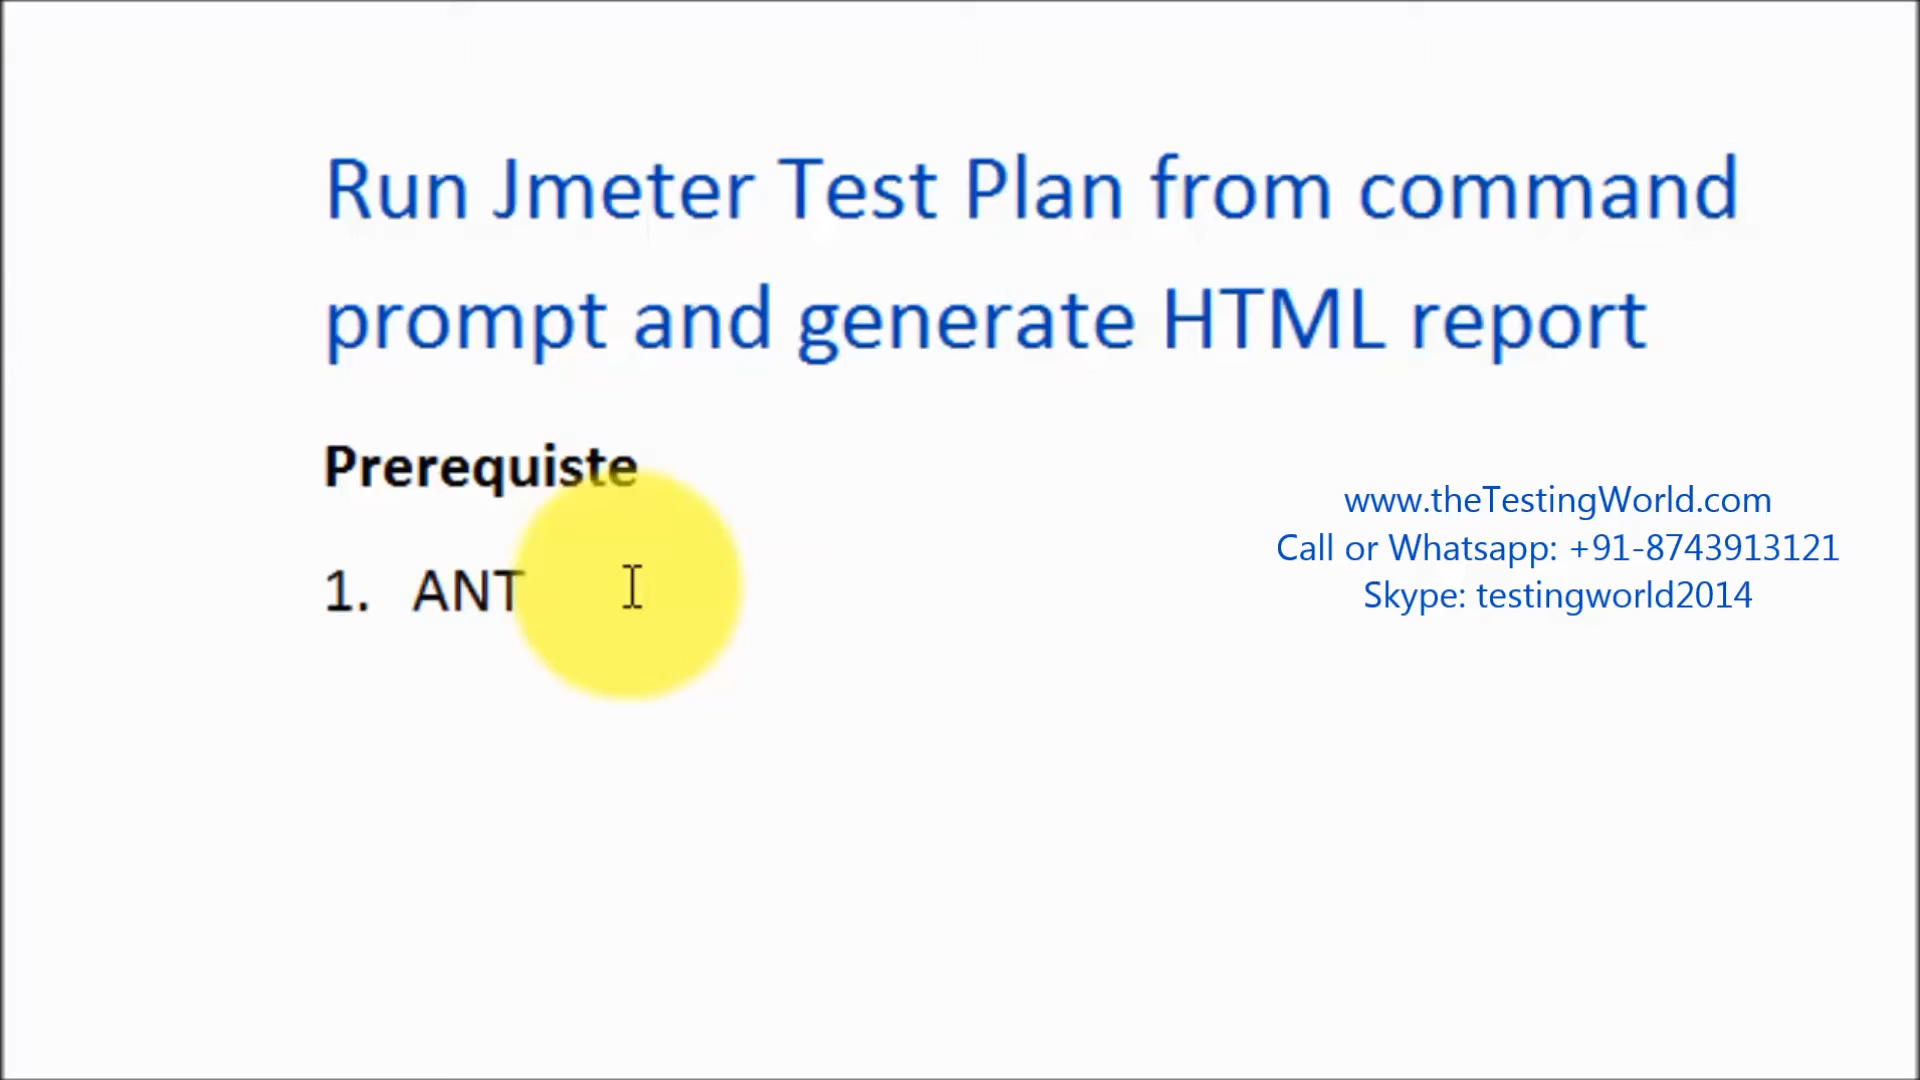 Run Jmeter Test Plan from command
prompt and generate HTML report
Prerequiste
1. ANT
www.theTestingWorld.com
Call or Whatsapp: +91-8743913121
Skype: testingworld2014